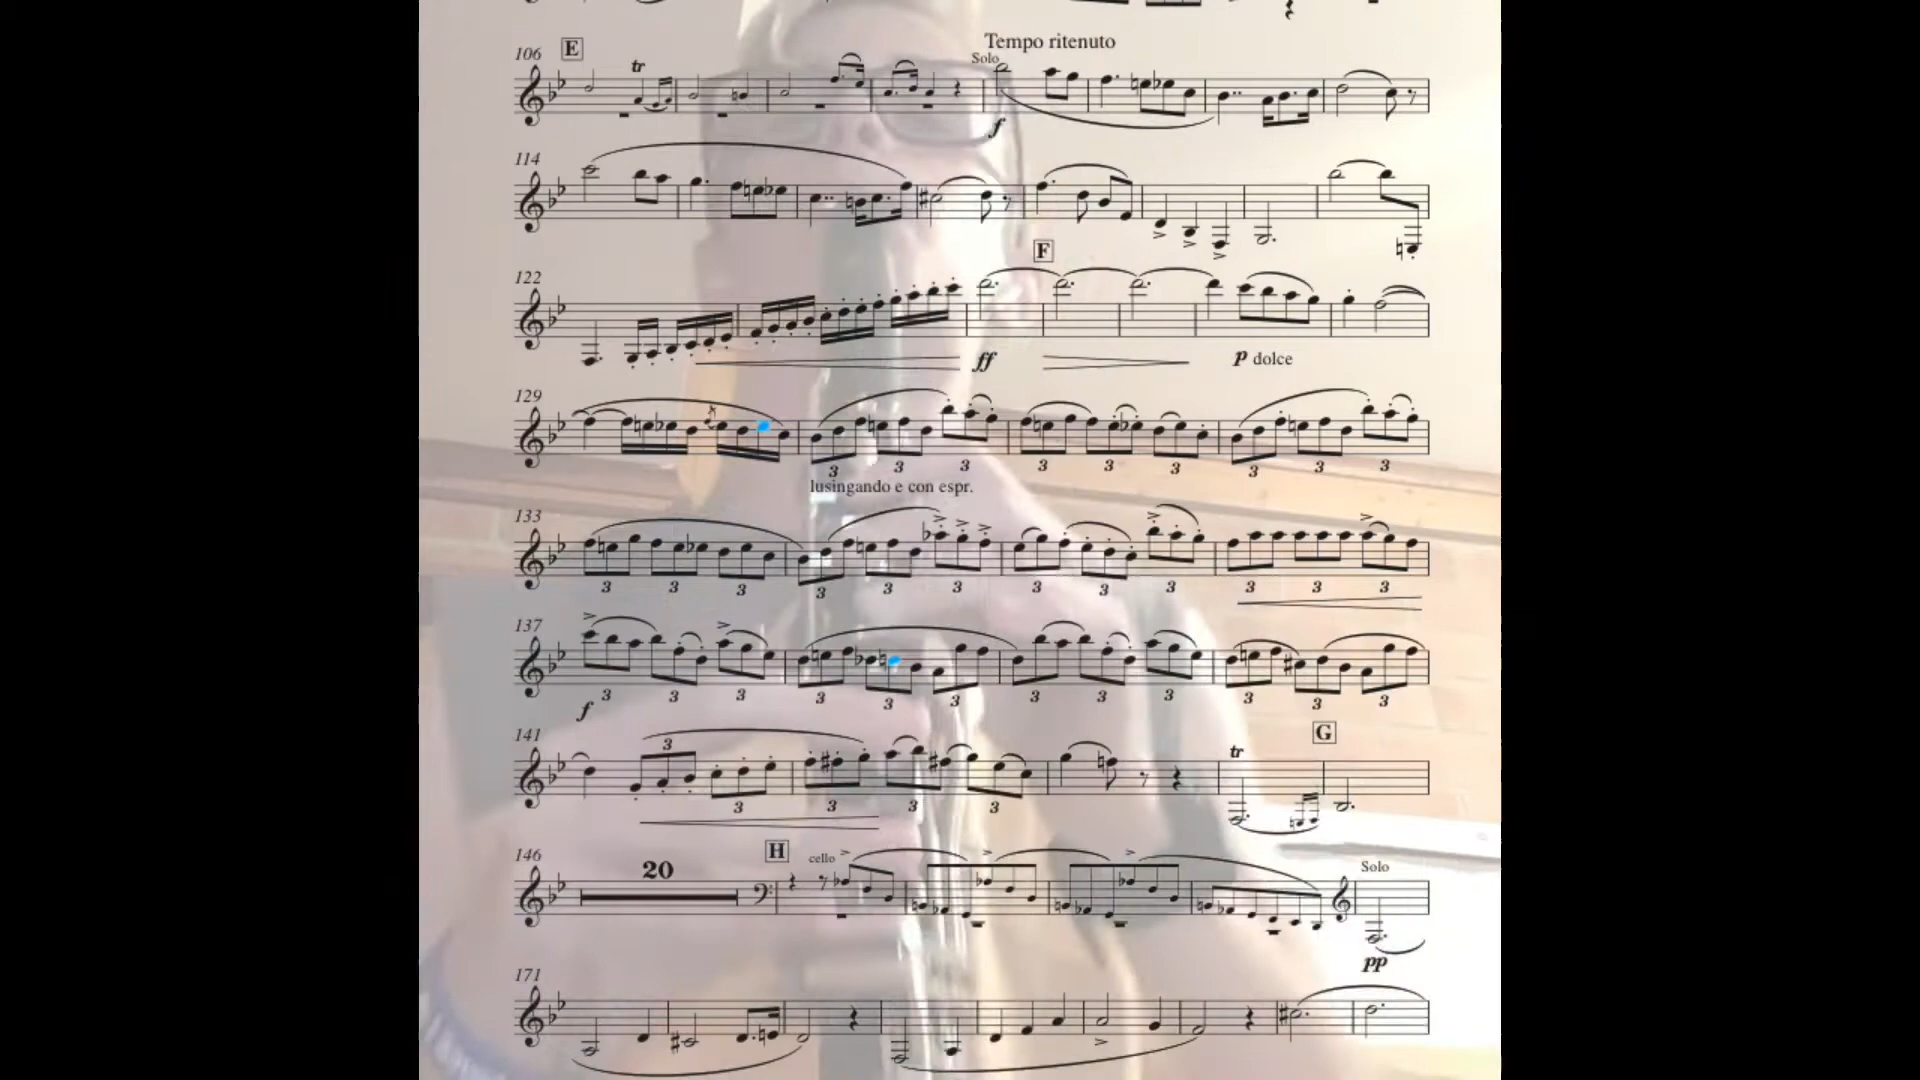 106 E tr Tempo ritenuto
Solo
f
114
F
122
ff p dolce
129
3 3 3 3 3 3 3 3 3
lusingando e con espr.
133
3 3 3 3 3 3 3 3 3 3 3 3
137
f 3 3 3 3 3 3 3 3 3 3 3 3
G
141 3 tr
3 3 3 3
H
146 20 cello Solo
pp
171